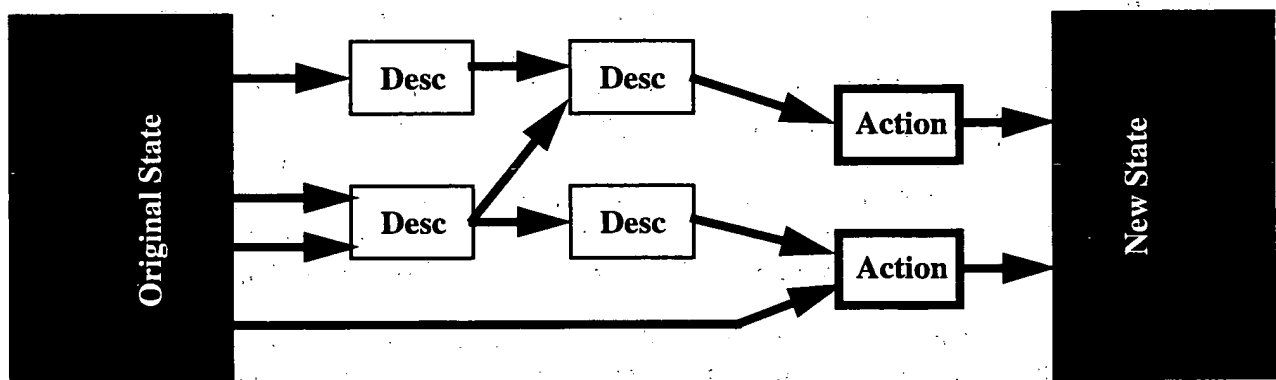 Original State
Desc
Desc
Action
Desc
Desc
Action
New State